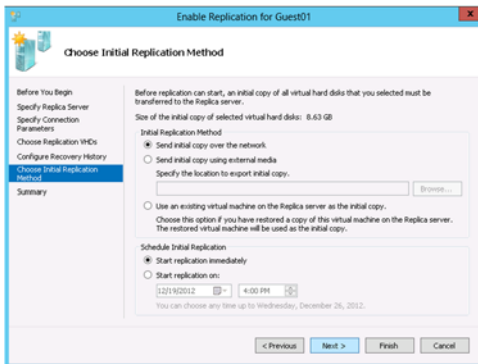 Enable Replication for Guest01
x
Choose Initial Replication Method
Before You Begin
Specify Replica Server
Specify Connection
Parameters
Choose Replication VHDs
Configure Recovery History
Choose Initial Replication
Method
Summary
Before replication can start, an initial copy of all virtual hard disks that you selected must be
transferred to the Replica server.
Size of the initial copy of selected virtual hard disks: 8.63 GB
Initial Replication Method
Send initial copy over the network
Send initial copy using external media
Specify the location to export initial copy.
Browse...
Use an existing virtual machine on the Replica server as the initial copy.
Choose this option if you have restored a copy of this virtual machine on the Replica server.
The restored virtual machine will be used as the initial copy.
Schedule Initial Replication
Start replication immediately
Start replication on:
12/19/2012 4:00 PM
You can choose any time up to Wednesday, December 26, 2012.
< Previous Next > Finish Cancel